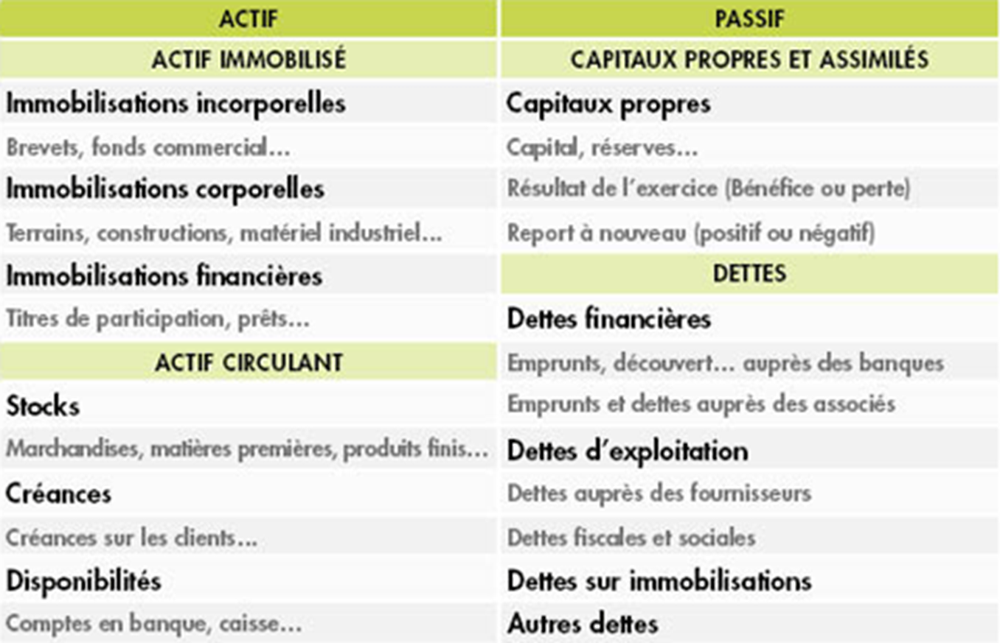 ACTIF
ACTIF IMMOBILISÉ
Immobilisations incorporelles
Brevets, fonds commercial...
Immobilisations corporelles
Terrains, constructions, matériel industriel...
Immobilisations financières
Titres de participation, prêts...
ACTIF CIRCULANT
Stocks
Marchandises, matières premières, produits finis...
Créances
Créances sur les clients...
Disponibilités
Comptes en banque, caisse...
PASSIF
CAPITAUX PROPRES ET ASSIMILÉS
Capitaux propres
Capital, réserves...
Résultat de l'exercice (Bénéfice ou perte)
Report à nouveau (positif ou négatif)
DETTES
Dettes financières
Emprunts, découvert... auprès des banques
Emprunts et dettes auprès des associés
Dettes d'exploitation
Dettes auprès des fournisseurs
Dettes fiscales et sociales
Dettes sur immobilisations
Autres dettes